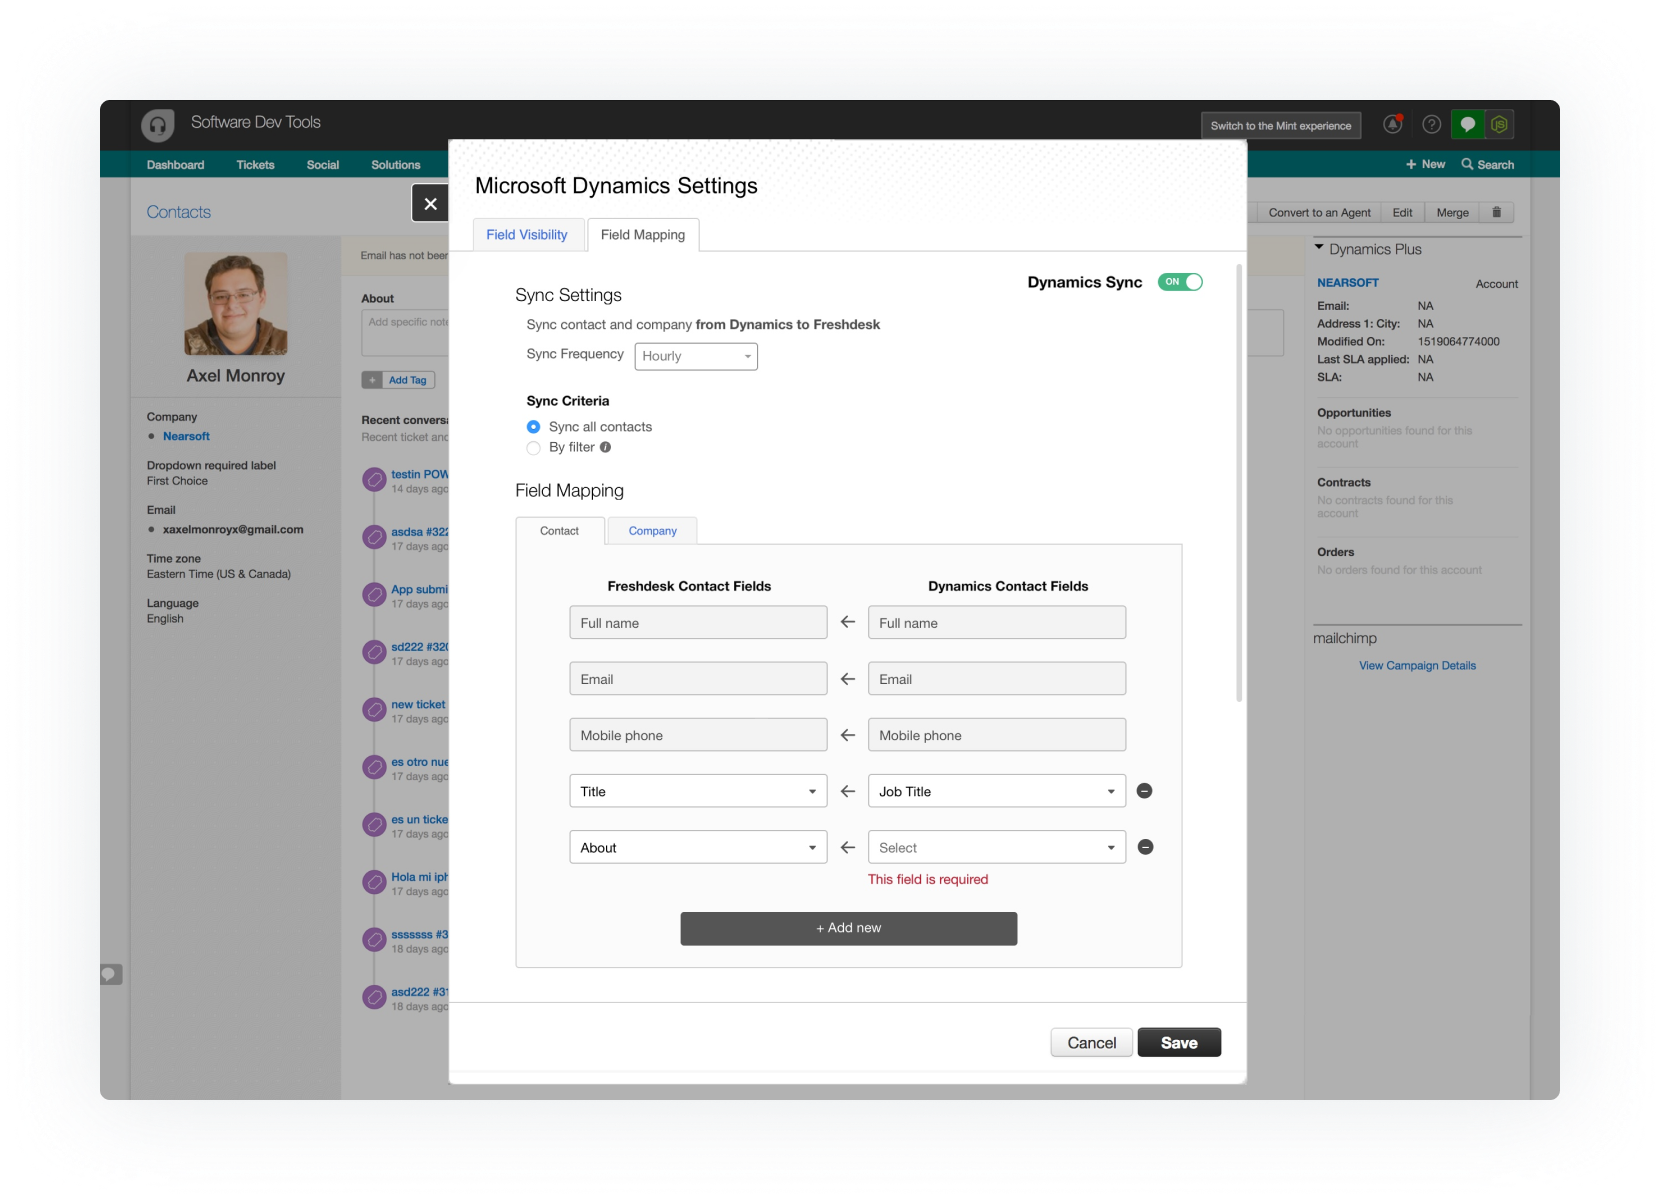 Software Dev Tools
Switch to the Mint experience
Dashboard Tickets Social Solutions
+ New Search
Contacts
Convert to an Agent Edit Merge
Axel Monroy
Company
Nearsoft
Dropdown required label
First Choice
Email
xaxelmonroyx@gmail.com
Time zone
Eastern Time (US & Canada)
Language
English
Email has not been
About
Add specific note
+ Add Tag
Recent conversa
Recent ticket and
testin POW
14 days ago
asdsa #322
17 days ago
App submi
17 days ago
sd222 #320
17 days ago
new ticket
17 days ago
es otro nue
17 days ago
es un ticke
17 days ago
Hola mi iph
17 days ago
sssssss #3
18 days ago
asd222 #31
18 days ago
Microsoft Dynamics Settings
Field Visibility Field Mapping
Dynamics Sync ON
Sync Settings
Sync contact and company from Dynamics to Freshdesk
Sync Frequency Hourly
Sync Criteria
Sync all contacts
By filter i
Field Mapping
Contact Company
Freshdesk Contact Fields Dynamics Contact Fields
Full name ← Full name
Email ← Email
Mobile phone ← Mobile phone
Title ← Job Title
About ← Select
This field is required
+ Add new
Cancel Save
Dynamics Plus
NEARSOFT Account
Email: NA
Address 1: City: NA
Modified On: 1519064774000
Last SLA applied: NA
SLA: NA
Opportunities
No opportunities found for this
account
Contracts
No contracts found for this
account
Orders
No orders found for this account
mailchimp
View Campaign Details